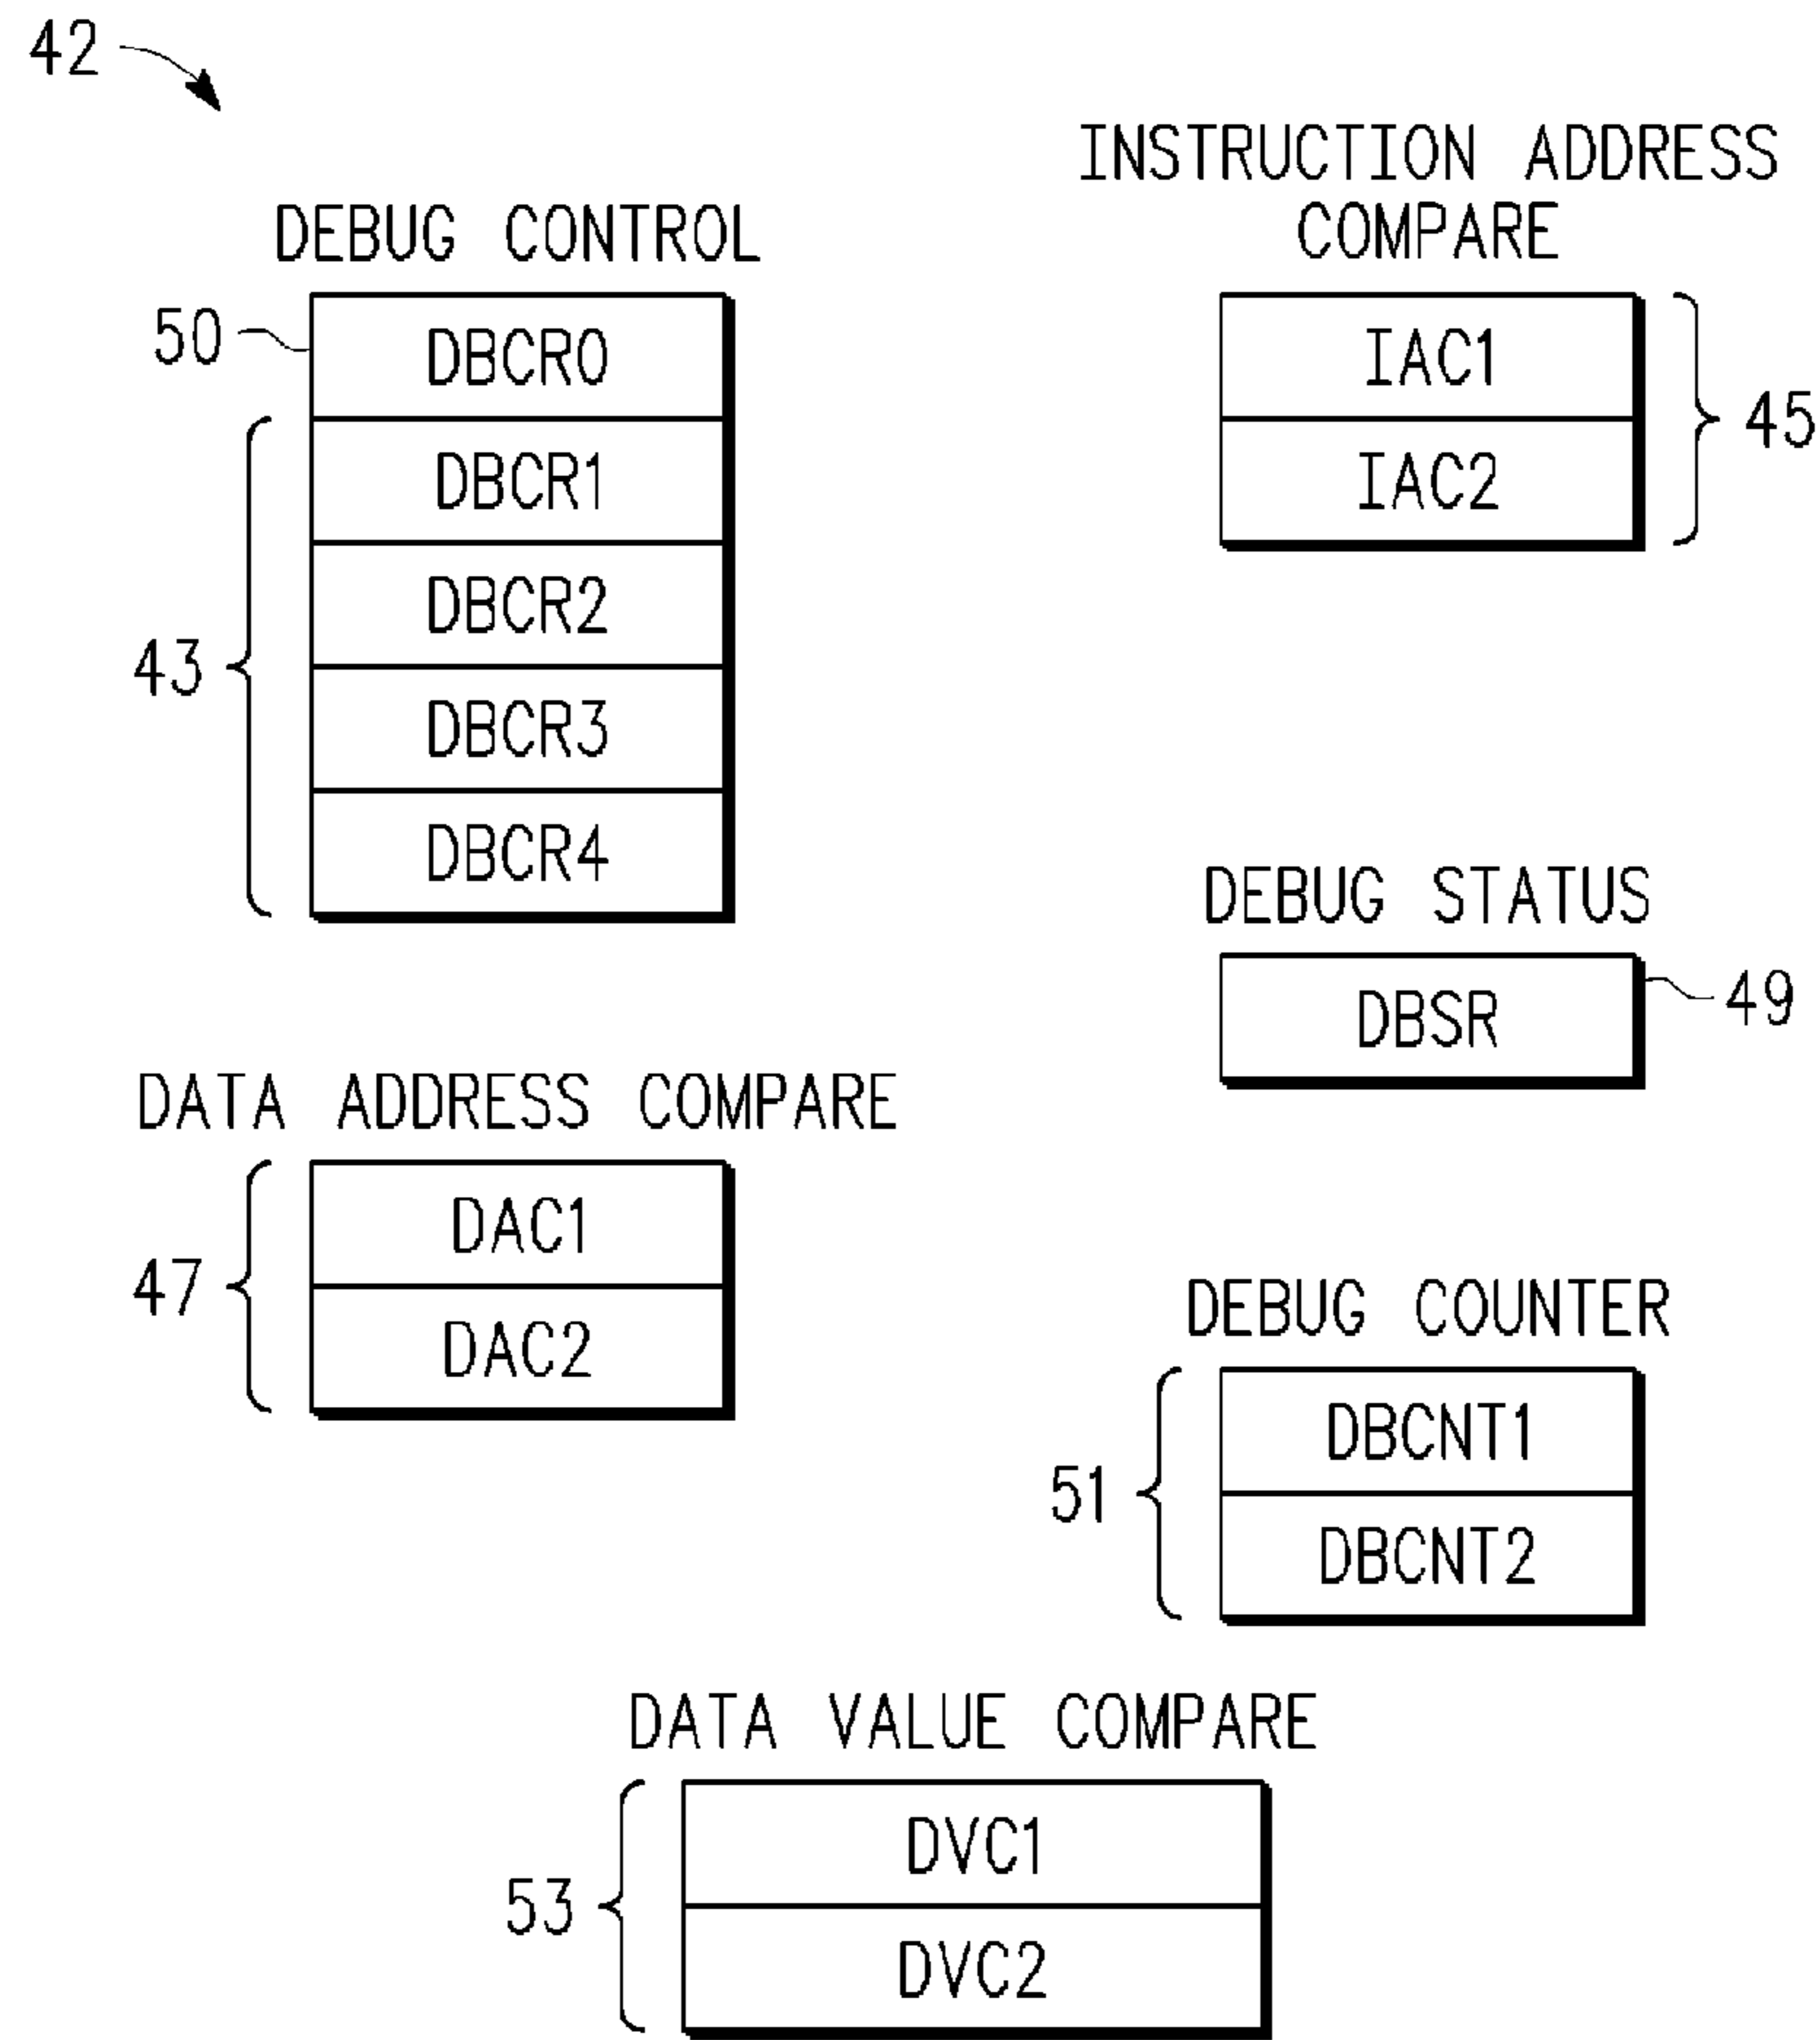 42
DEBUG CONTROL
50
DBCR0
DBCR1
DBCR2
43
DBCR3
DBCR4
INSTRUCTION ADDRESS
COMPARE
IAC1
45
IAC2
DEBUG STATUS
DBSR
49
DATA ADDRESS COMPARE
DAC1
47
DAC2
DEBUG COUNTER
DBCNT1
51
DBCNT2
DATA VALUE COMPARE
DVC1
53
DVC2